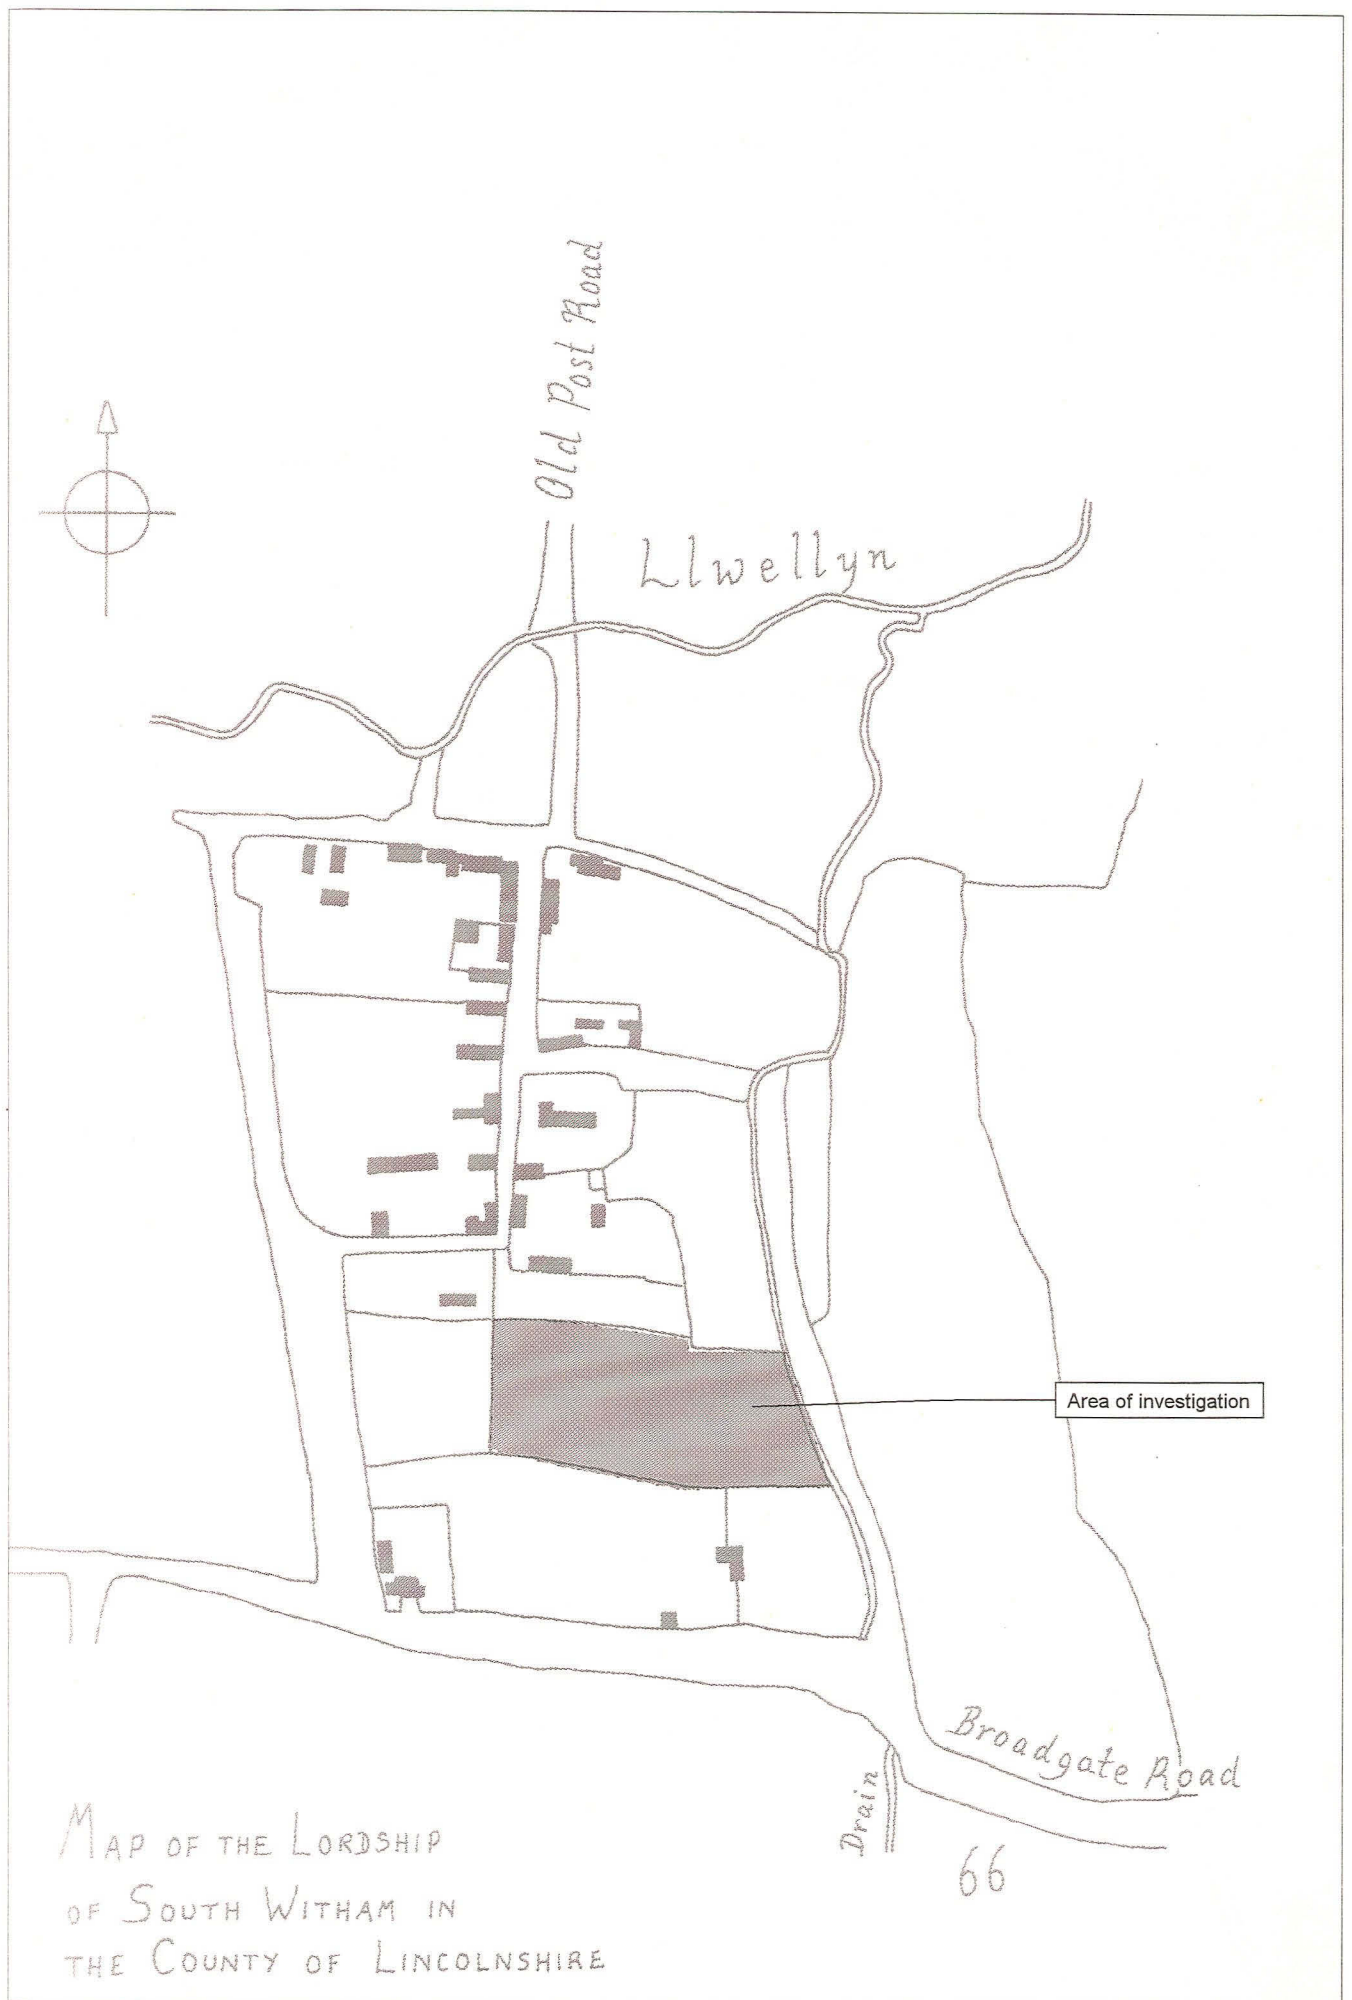 Old Post Road
Llwellyn
Area of investigation
Broadgate Road
Drain
66
MAP OF THE LORDSHIP
OF SOUTH WITHAM IN
THE COUNTY OF LINCOLNSHIRE